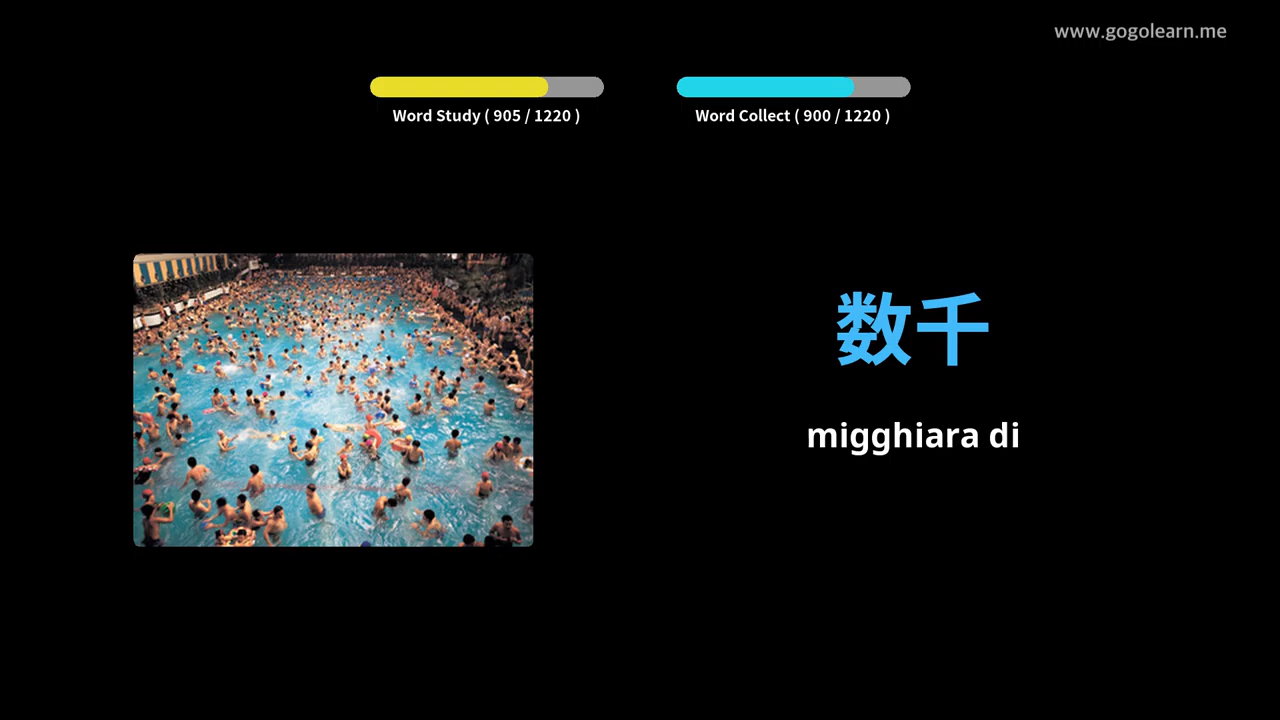 www.gogolearn.me
Word Study ( 905 / 1220 )
Word Collect ( 900 / 1220 )
数千
migghiara di